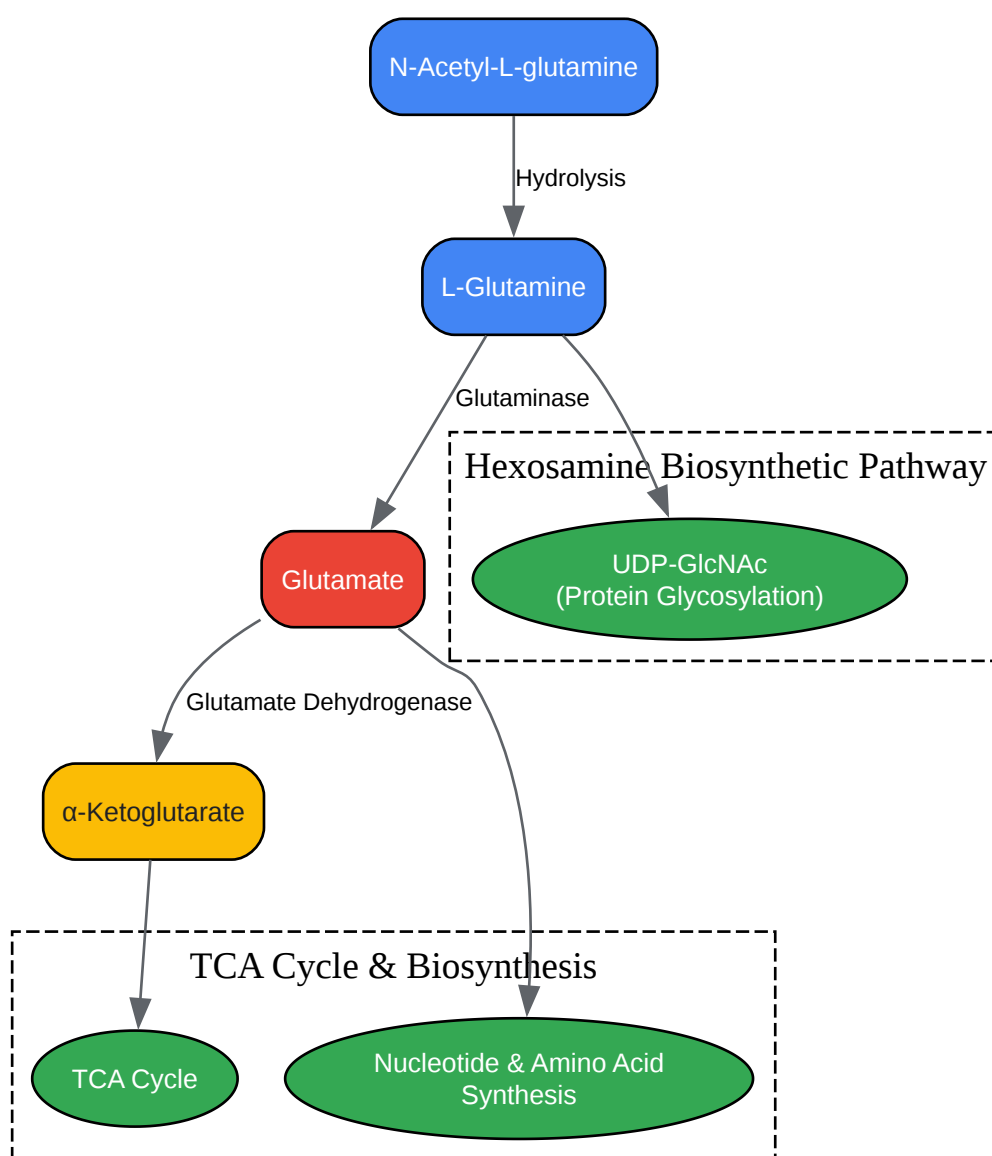 N-Acetyl-L-glutamine
Hydrolysis
L-Glutamine
Glutaminase
Hexosamine Biosynthetic Pathway
Glutamate
UDP-GlcNAc
(Protein Glycosylation)
Glutamate Dehydrogenase
α-Ketoglutarate
TCA Cycle & Biosynthesis
TCA Cycle
Nucleotide & Amino Acid
Synthesis